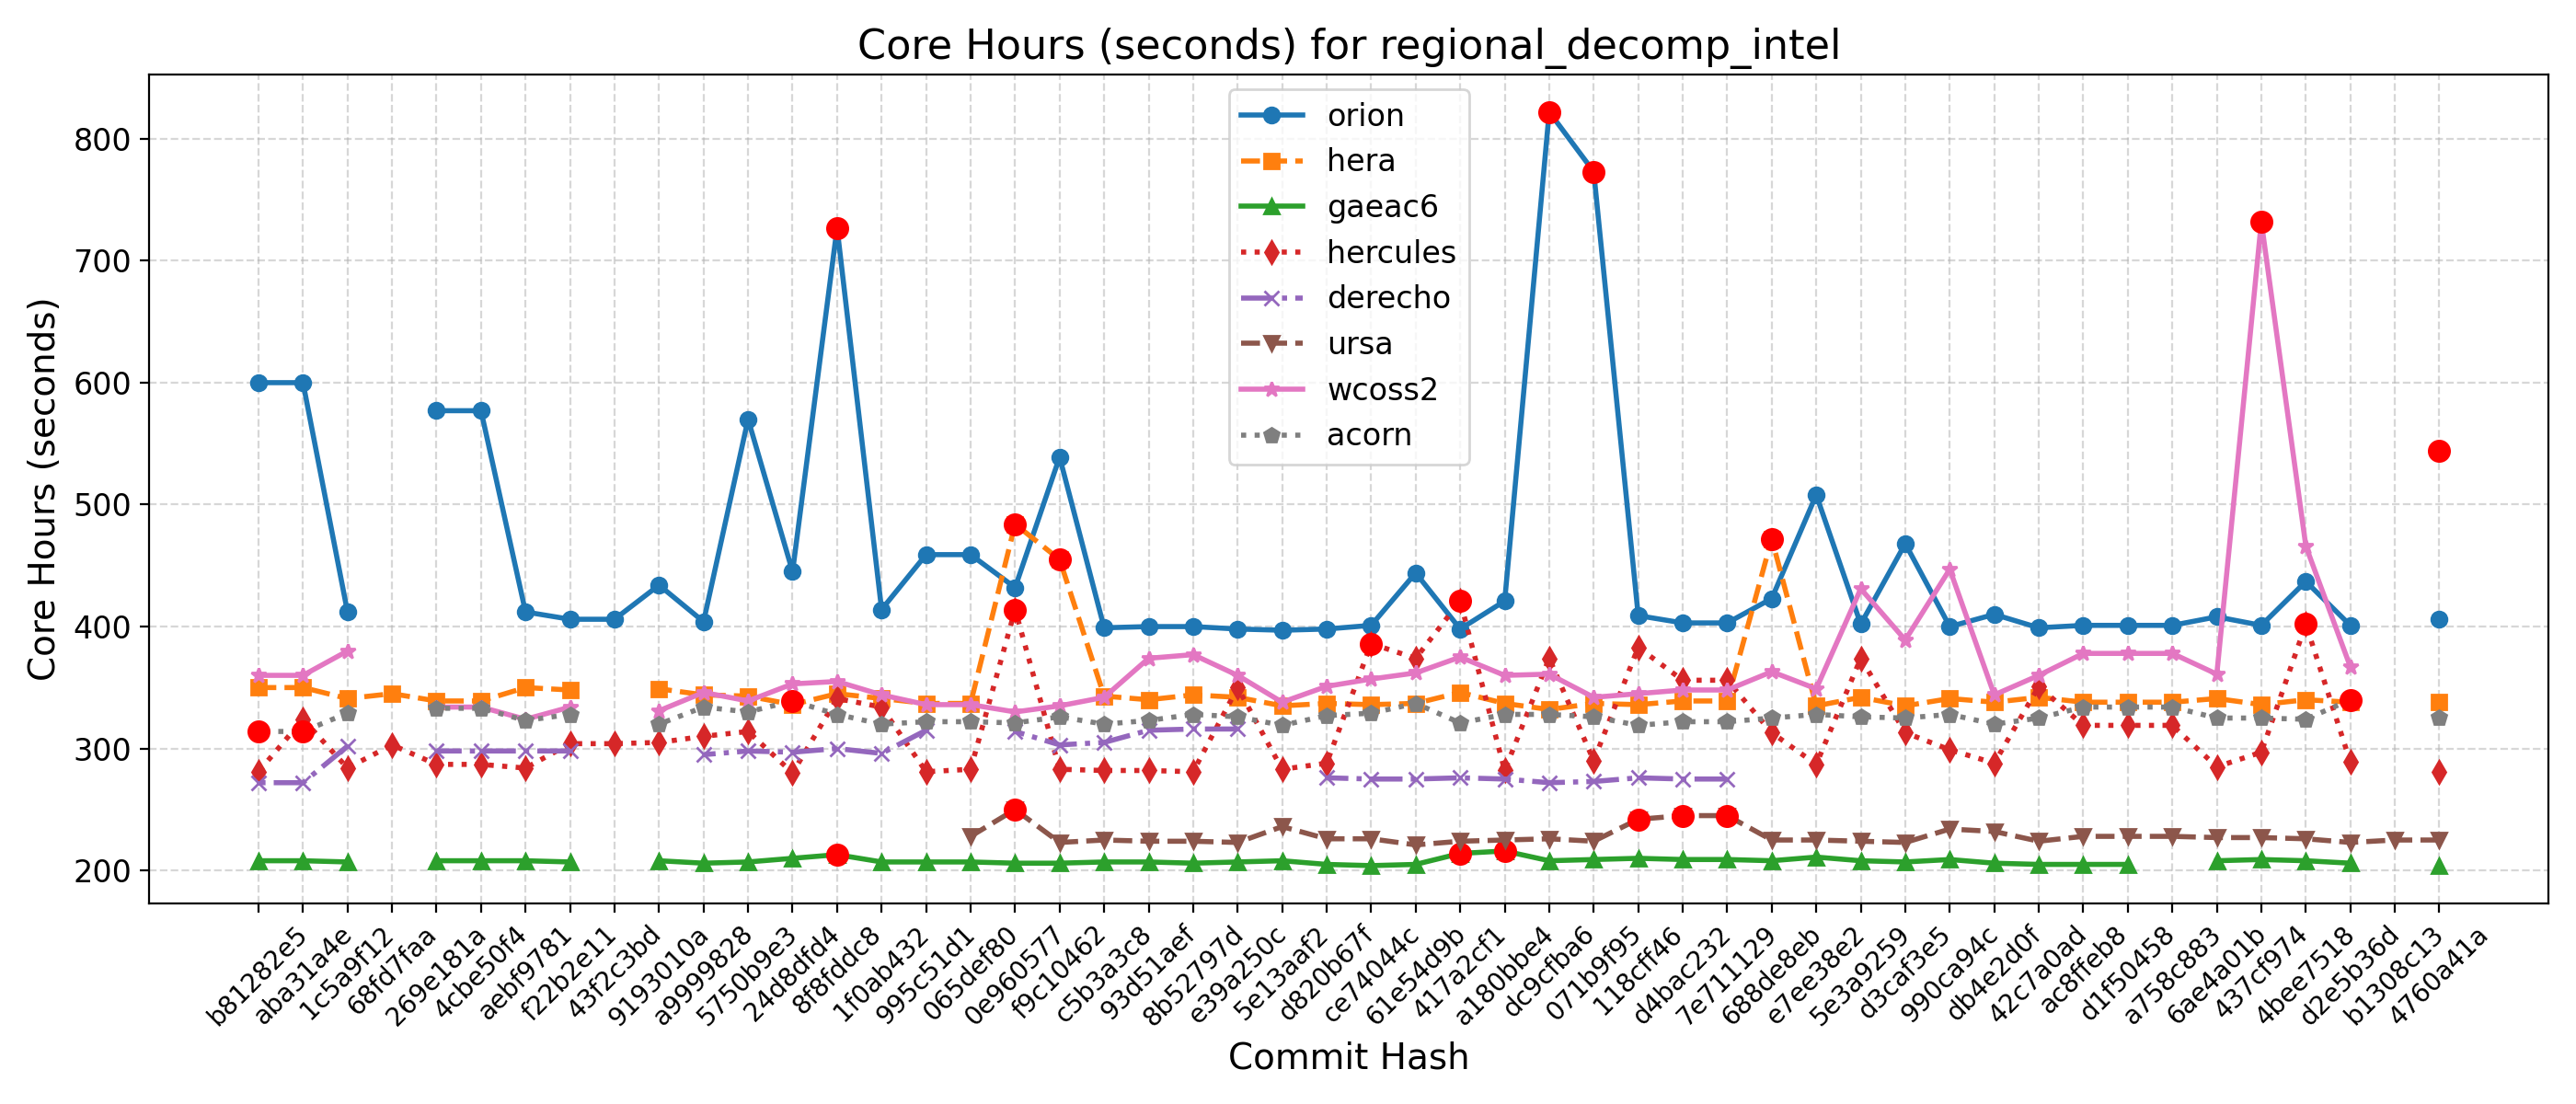 Core Hours (seconds) for regional_decomp_intel
Core Hours (seconds)
800
700
600
500
400
300
200
orion
hera
gaeac6
hercules
derecho
ursa
wcoss2
acorn
b81282e5
aba31a4e
1c5a9f12
68fd7faa
269e181a
4cbe50f4
aebf9781
f22b2e11
43f2c3bd
9193010a
a9999828
5750b9e3
24d8dfd4
8f8fddc8
1f0ab432
995c51d1
065def80
0e960577
f9c10462
c5b3a3c8
93d51aef
8b52797d
e39a250c
5e13aaf2
d820b67f
ce74044c
61e54d9b
417a2cf1
a180bbe4
dc9cfba6
071b9f95
118cff46
d4bac232
7e711129
688de8eb
e7ee38e2
5e3a9259
d3caf3e5
990ca94c
db4e2d0f
42c7a0ad
ac8ffeb8
d1f50458
a758c883
6ae4a01b
437cf974
4bee7518
d2e5b36d
b1308c13
4760a41a
Commit Hash